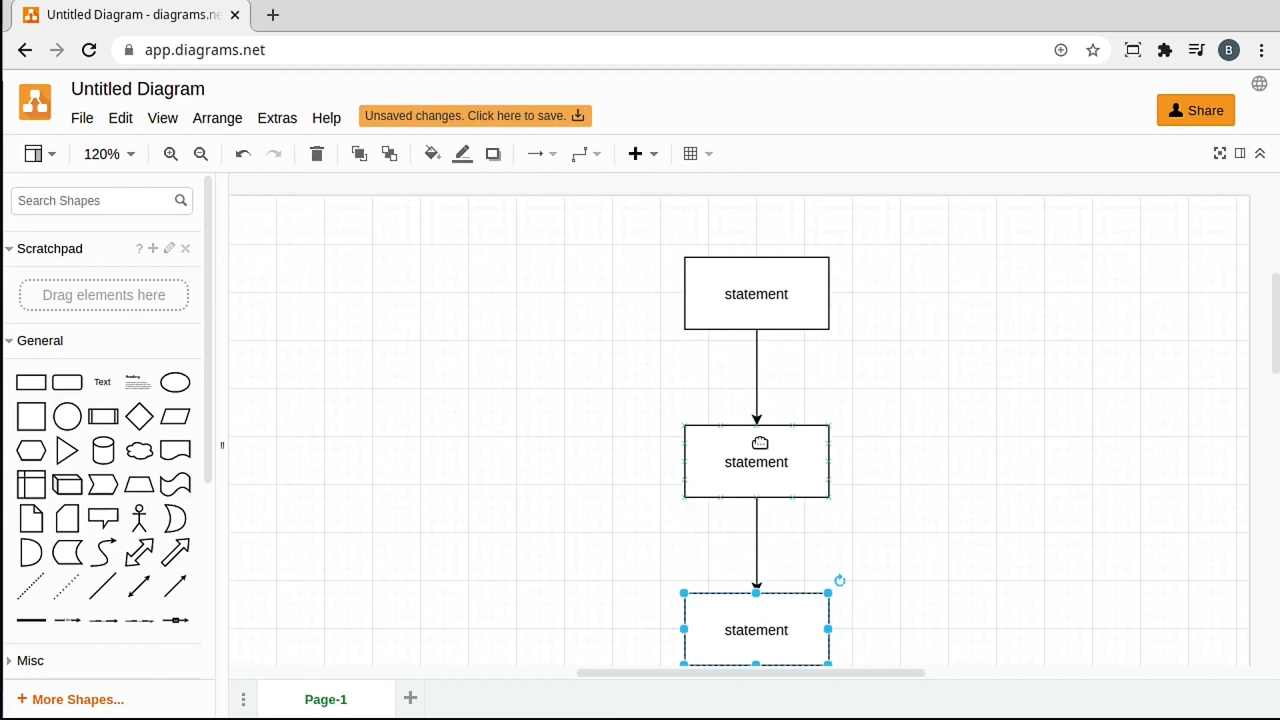 Untitled Diagram - diagrams.ne
app.diagrams.net
B
Untitled Diagram
File Edit View Arrange Extras Help
Unsaved changes. Click here to save.
Share
120%
Search Shapes
Scratchpad
?
Drag elements here
General
Text
Heading
statement
statement
statement
Misc
+ More Shapes...
Page-1